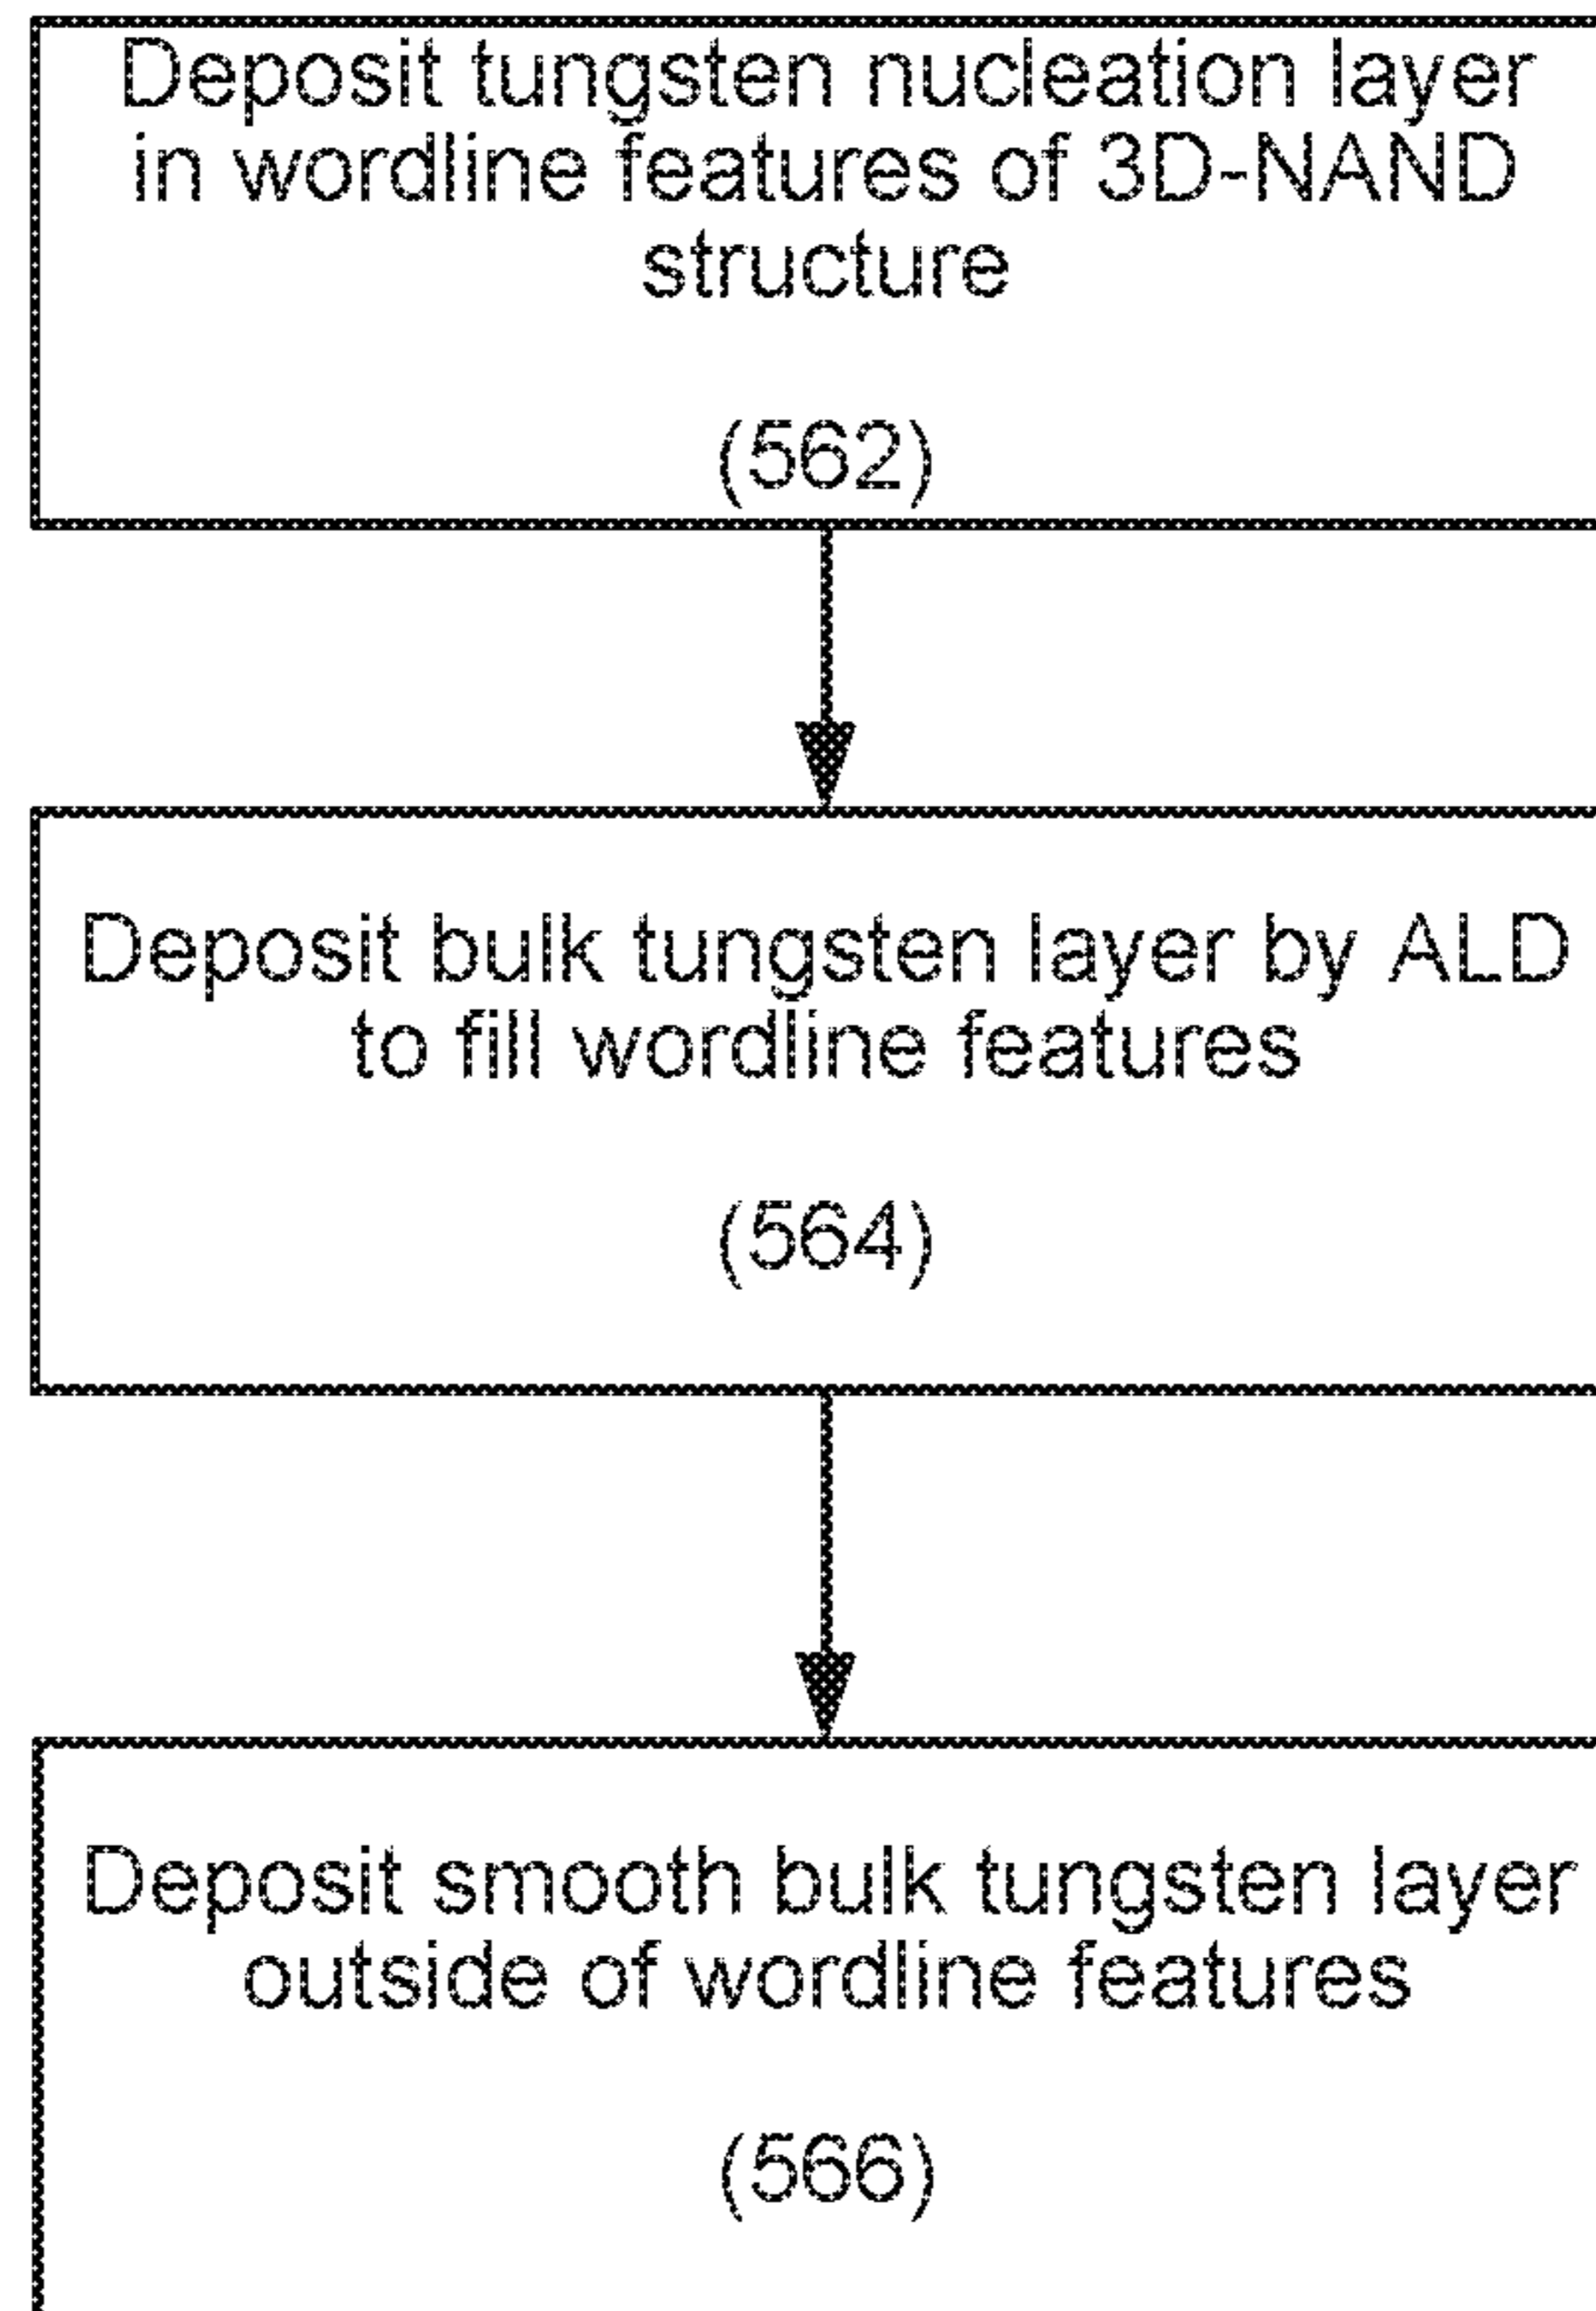 Deposit tungsten nucleation layer
in wordline features of 3D-NAND
structure
(562)
Deposit bulk tungsten layer by ALD
to fill wordline features
(564)
Deposit smooth bulk tungsten layer
outside of wordline features
(566)